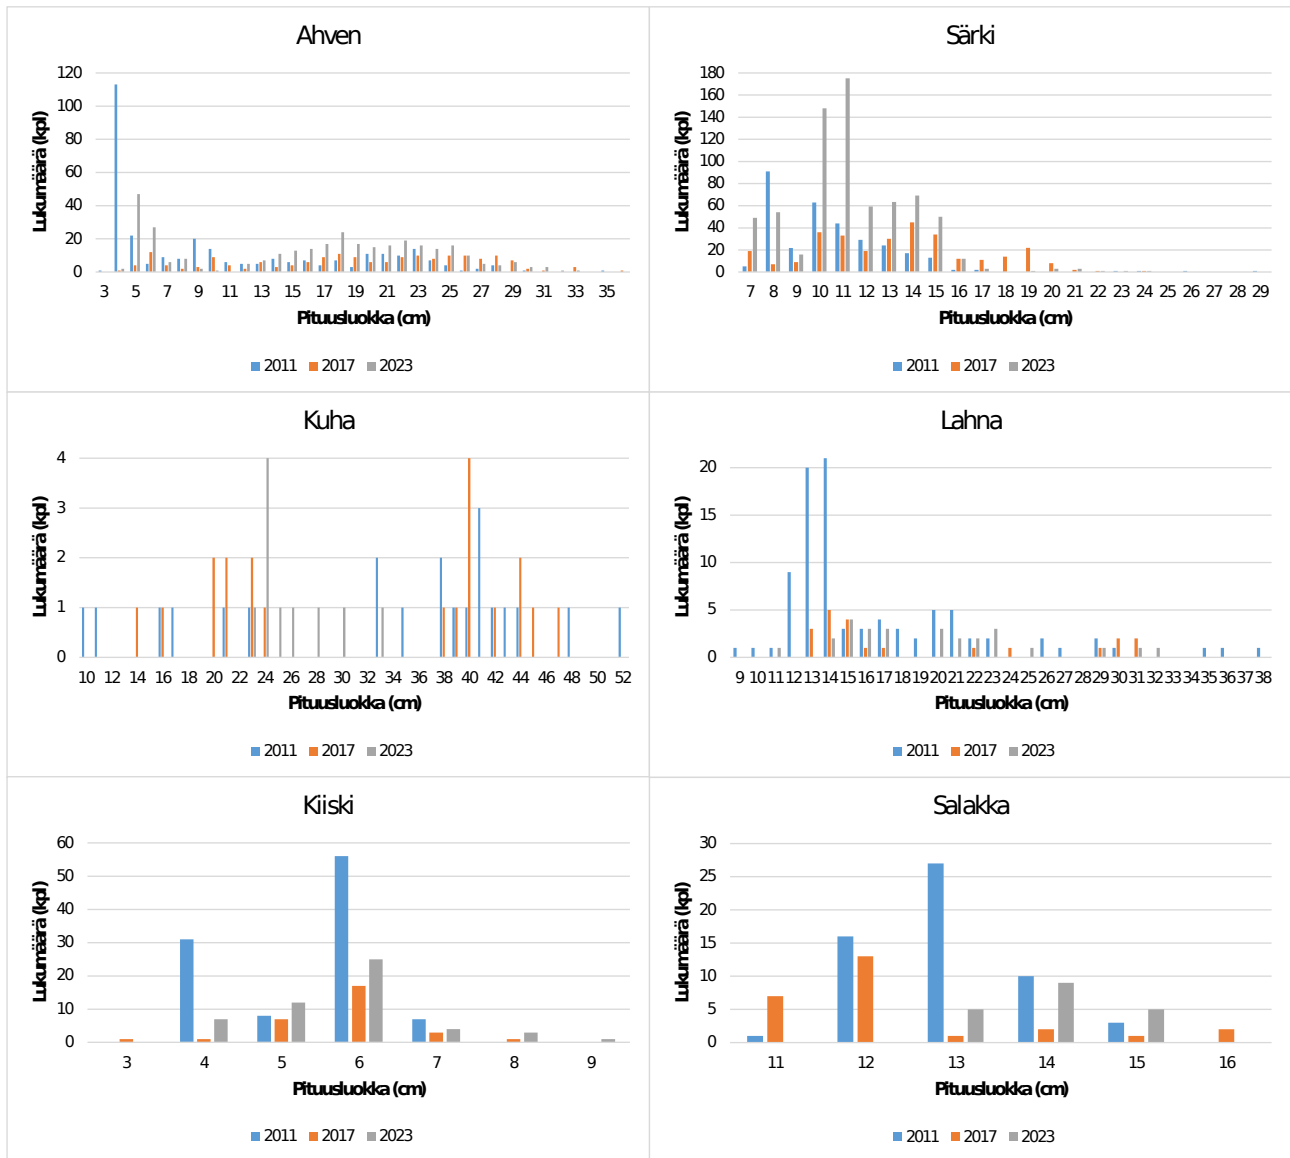 Ahven
Lukumäärä (kpl)
120
100
80
60
40
20
0
3 5 7 9 11 13 15 17 19 21 23 25 27 29 31 33 35
Pituusluokka (cm)
2011 2017 2023
Särki
Lukumäärä (kpl)
180
160
140
120
100
80
60
40
20
0
7 8 9 10 11 12 13 14 15 16 17 18 19 20 21 22 23 24 25 26 27 28 29
Pituusluokka (cm)
2011 2017 2023
Kuha
Lukumäärä (kpl)
4
3
2
1
0
10 12 14 16 18 20 22 24 26 28 30 32 34 36 38 40 42 44 46 48 50 52
Pituusluokka (cm)
2011 2017 2023
Lahna
Lukumäärä (kpl)
20
15
10
5
0
9 10 11 12 13 14 15 16 17 18 19 20 21 22 23 24 25 26 27 28 29 30 31 32 33 34 35 36 37 38
Pituusluokka (cm)
2011 2017 2023
Kiiski
Lukumäärä (kpl)
60
50
40
30
20
10
0
3 4 5 6 7 8 9
Pituusluokka (cm)
2011 2017 2023
Salakka
Lukumäärä (kpl)
30
25
20
15
10
5
0
11 12 13 14 15 16
Pituusluokka (cm)
2011 2017 2023